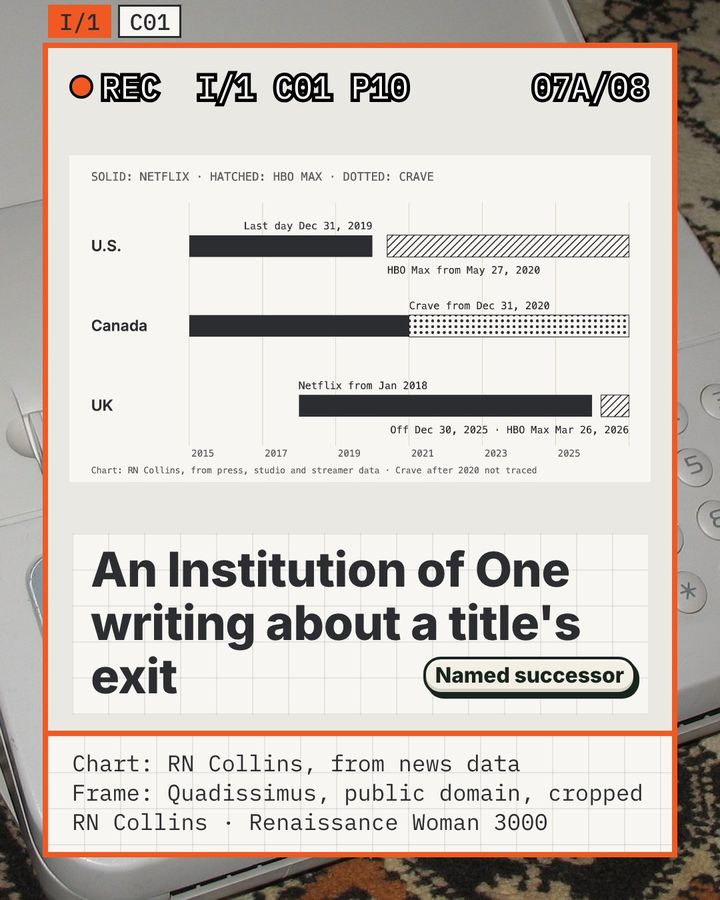 I/1 C01
REC I/1 C01 P10 07A/08
SOLID: NETFLIX · HATCHED: HBO MAX · DOTTED: CRAVE
Last day Dec 31, 2019
U.S.
HBO Max from May 27, 2020
Crave from Dec 31, 2020
Canada
Netflix from Jan 2018
UK
Off Dec 30, 2025 · HBO Max Mar 26, 2026
2015 2017 2019 2021 2023 2025
Chart: RN Collins, from press, studio and streamer data · Crave after 2020 not traced
An Institution of One
writing about a title's
exit
Named successor
Chart: RN Collins, from news data
Frame: Quadissimus, public domain, cropped
RN Collins · Renaissance Woman 3000
5
*